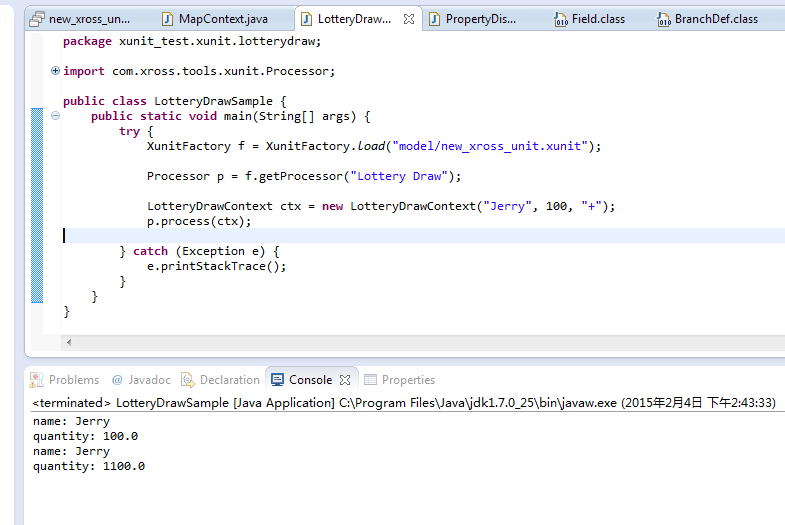 new_xross_un... MapContext.java LotteryDraw... PropertyDis... Field.class BranchDef.class
package xunit_test.xunit.lotterydraw;
import com.xross.tools.xunit.Processor;
public class LotteryDrawSample {
public static void main(String[] args) {
try {
XunitFactory f = XunitFactory.load("model/new_xross_unit.xunit");
Processor p = f.getProcessor("Lottery Draw");
LotteryDrawContext ctx = new LotteryDrawContext("Jerry", 100, "+");
p.process(ctx);
} catch (Exception e) {
e.printStackTrace();
}
}
}
Problems @ Javadoc Declaration Console Properties
<terminated> LotteryDrawSample [Java Application] C:\Program Files\Java\jdk1.7.0_25\bin\javaw.exe (2015年2月4日 下午2:43:33)
name: Jerry
quantity: 100.0
name: Jerry
quantity: 1100.0